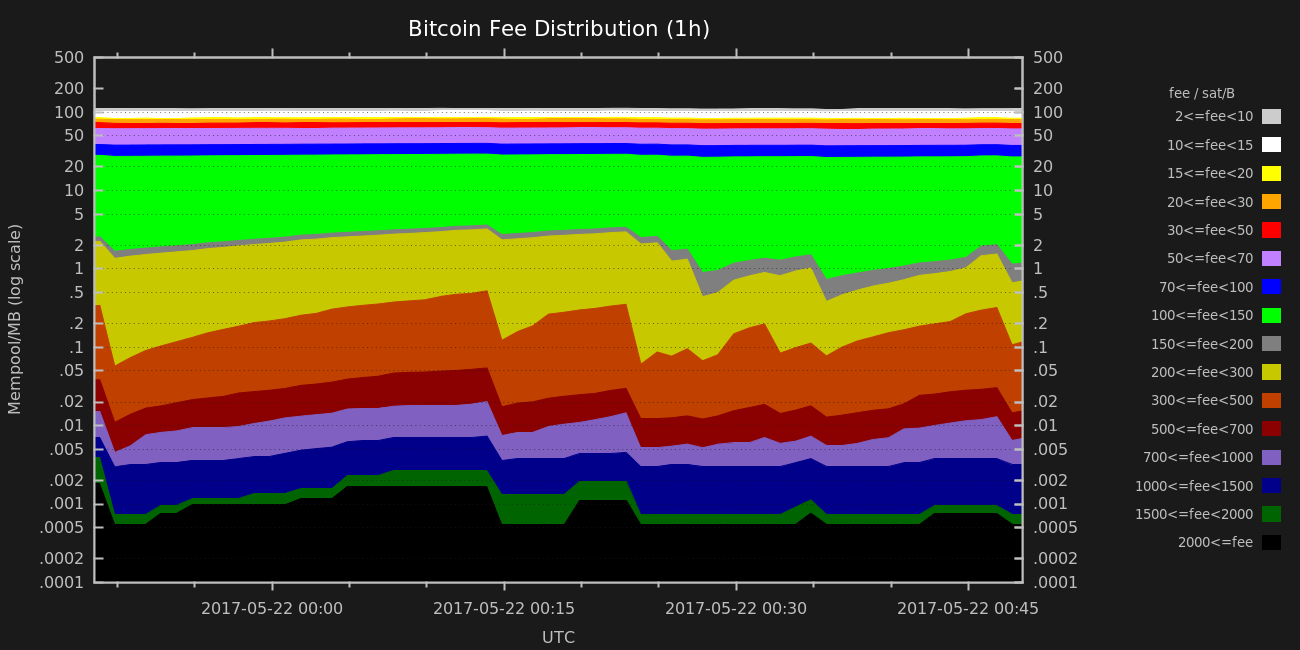 Bitcoin Fee Distribution (1h)
Mempool/MB (log scale)
500
200
100
50
20
10
5
2
1
.5
.2
.1
.05
.02
.01
.005
.002
.001
.0005
.0002
.0001
500
200
100
50
20
10
5
2
1
.5
.2
.1
.05
.02
.01
.005
.002
.001
.0005
.0002
.0001
fee / sat/B
2<=fee<10
10<=fee<15
15<=fee<20
20<=fee<30
30<=fee<50
50<=fee<70
70<=fee<100
100<=fee<150
150<=fee<200
200<=fee<300
300<=fee<500
500<=fee<700
700<=fee<1000
1000<=fee<1500
1500<=fee<2000
2000<=fee
2017-05-22 00:00 2017-05-22 00:15 2017-05-22 00:30 2017-05-22 00:45
UTC